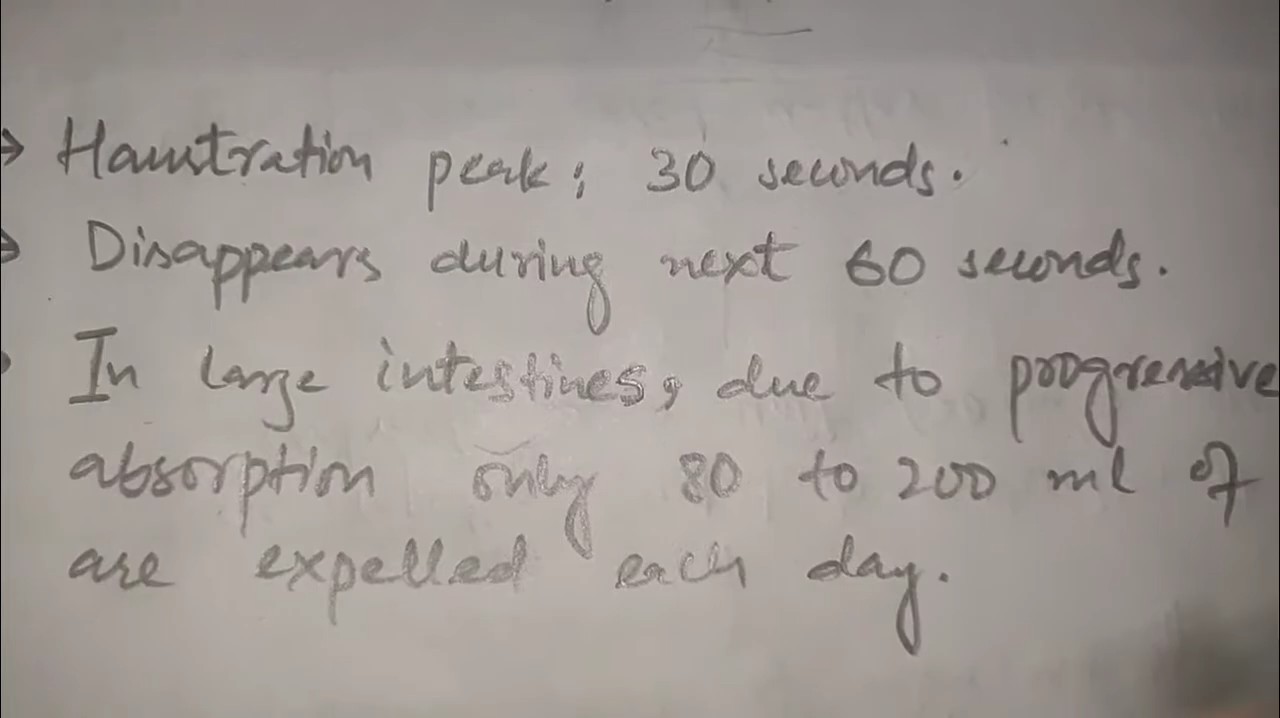 → Haustration peak; 30 seconds.
→ Disappears during next 60 seconds.
In large intestines, due to progressive
absorption only 80 to 200 ml of
are expelled each day.